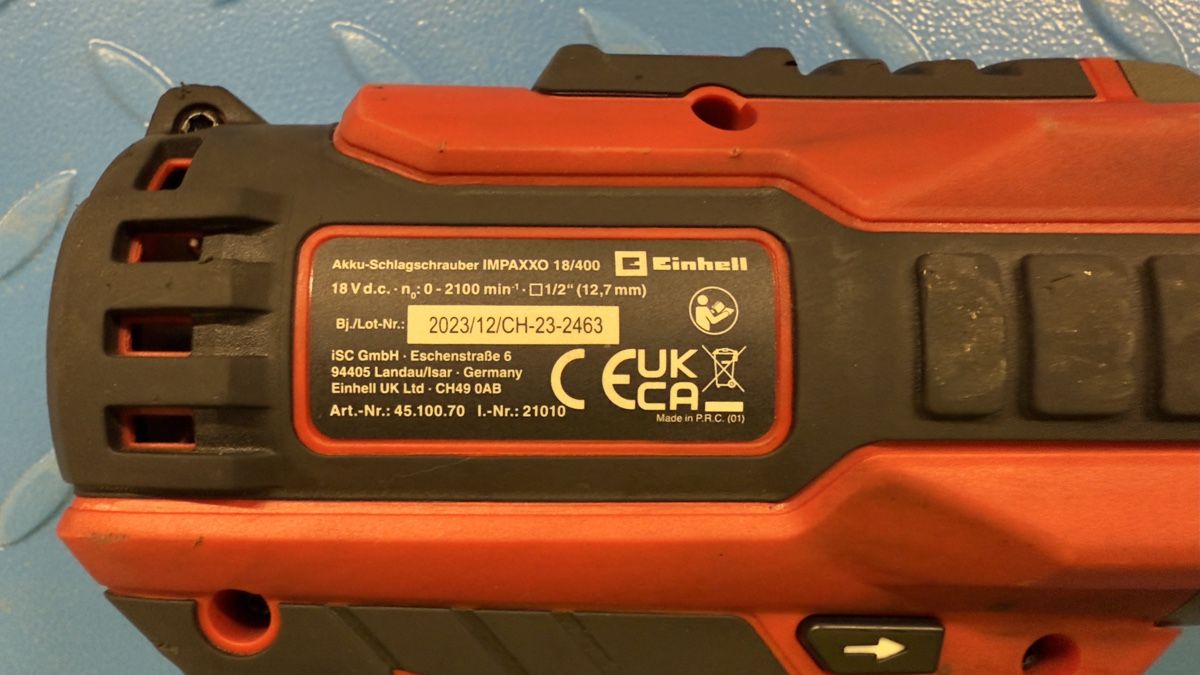 Akku-Schlagschrauber IMPAXXO 18/400
Einhell
18 V d.c. · n₀: 0 - 2100 min⁻¹ · □ 1/2" (12,7 mm)
Bj./Lot-Nr.: 2023/12/CH-23-2463
iSC GmbH · Eschenstraße 6
94405 Landau/Isar · Germany
Einhell UK Ltd · CH49 0AB
Art.-Nr.: 45.100.70 I.-Nr.: 21010
CE
UK
CA
Made in P.R.C. (01)